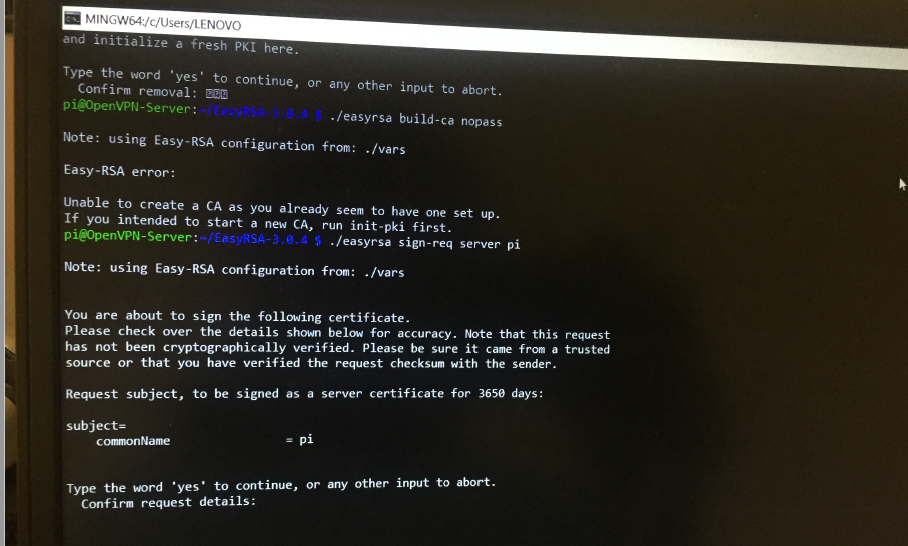 MINGW64:/c/Users/LENOVO
and initialize a fresh PKI here.
Type the word 'yes' to continue, or any other input to abort.
Confirm removal:
pi@OpenVPN-Server:~/EasyRSA-3.0.4 $ ./easyrsa build-ca nopass
Note: using Easy-RSA configuration from: ./vars
Easy-RSA error:
Unable to create a CA as you already seem to have one set up.
If you intended to start a new CA, run init-pki first.
pi@OpenVPN-Server:~/EasyRSA-3.0.4 $ ./easyrsa sign-req server pi
Note: using Easy-RSA configuration from: ./vars
You are about to sign the following certificate.
Please check over the details shown below for accuracy. Note that this request
has not been cryptographically verified. Please be sure it came from a trusted
source or that you have verified the request checksum with the sender.
Request subject, to be signed as a server certificate for 3650 days:
subject=
commonName = pi
Type the word 'yes' to continue, or any other input to abort.
Confirm request details: